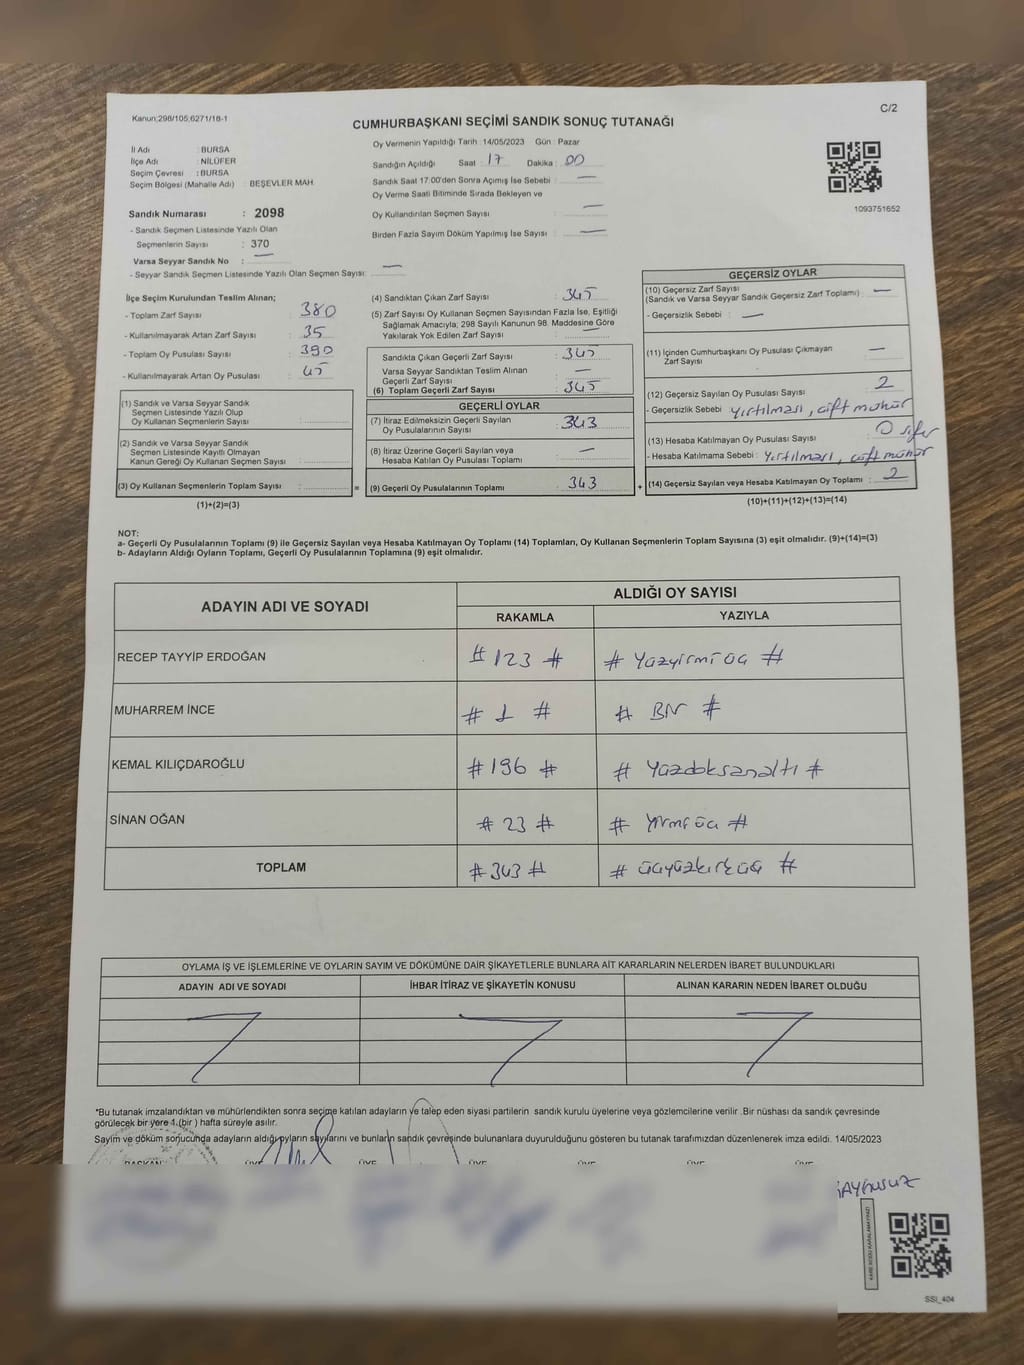 Kanun;298/105;6271/18-1
C/2
CUMHURBAŞKANI SEÇİMİ SANDIK SONUÇ TUTANAĞI
Oy Vermenin Yapıldığı Tarih :14/05/2023 Gün : Pazar
İl Adı : BURSA
İlçe Adı : NİLÜFER
Seçim Çevresi : BURSA
Seçim Bölgesi (Mahalle Adı) : BEŞEVLER MAH.
Sandık Numarası : 2098
- Sandık Seçmen Listesinde Yazılı Olan
Seçmenlerin Sayısı : 370
Varsa Seyyar Sandık No : —
- Seyyar Sandık Seçmen Listesinde Yazılı Olan Seçmen Sayısı: —
Sandığın Açıldığı Saat : 17 Dakika : 00
Sandık Saat 17:00'den Sonra Açımış İse Sebebi : —
Oy Verme Saati Bitiminde Sırada Bekleyen ve
Oy Kullandırılan Seçmen Sayısı : —
Birden Fazla Sayım Döküm Yapılmış İse Sayısı : —
1093751652
İlçe Seçim Kurulundan Teslim Alınan;
- Toplam Zarf Sayısı : 380
- Kullanılmayarak Artan Zarf Sayısı : 35
- Toplam Oy Pusulası Sayısı : 390
- Kullanılmayarak Artan Oy Pusulası : 45
(1) Sandık ve Varsa Seyyar Sandık
Seçmen Listesinde Yazılı Olup
Oy Kullanan Seçmenlerin Sayısı :
(2) Sandık ve Varsa Seyyar Sandık
Seçmen Listesinde Kayıtlı Olmayan
Kanun Gereği Oy Kullanan Seçmen Sayısı :
(3) Oy Kullanan Seçmenlerin Toplam Sayısı : =
(1)+(2)=(3)
(4) Sandıktan Çıkan Zarf Sayısı : 345
(5) Zarf Sayısı Oy Kullanan Seçmen Sayısından Fazla İse, Eşitliği
Sağlamak Amacıyla; 298 Sayılı Kanunun 98. Maddesine Göre
Yakılarak Yok Edilen Zarf Sayısı : —
Sandıkta Çıkan Geçerli Zarf Sayısı : 345
Varsa Seyyar Sandıktan Teslim Alınan
Geçerli Zarf Sayısı : —
(6) Toplam Geçerli Zarf Sayısı : 345
GEÇERLİ OYLAR
(7) İtiraz Edilmeksizin Geçerli Sayılan
Oy Pusulalarının Sayısı : 343
(8) İtiraz Üzerine Geçerli Sayılan veya
Hesaba Katılan Oy Pusulası Toplamı : —
(9) Geçerli Oy Pusulalarının Toplamı : 343 +
GEÇERSİZ OYLAR
(10) Geçersiz Zarf Sayısı
(Sandık ve Varsa Seyyar Sandık Geçersiz Zarf Toplamı) : —
- Geçersizlik Sebebi : —
(11) İçinden Cumhurbaşkanı Oy Pusulası Çıkmayan
Zarf Sayısı : —
(12) Geçersiz Sayılan Oy Pusulası Sayısı : 2
- Geçersizlik Sebebi : yırtılması, çift mühür
(13) Hesaba Katılmayan Oy Pusulası Sayısı : 0 sıfır
- Hesaba Katılmama Sebebi : Yırtılması, çift mühür
(14) Geçersiz Sayılan veya Hesaba Katılmayan Oy Toplamı : 2
(10)+(11)+(12)+(13)=(14)
NOT:
a- Geçerli Oy Pusulalarının Toplamı (9) ile Geçersiz Sayılan veya Hesaba Katılmayan Oy Toplamı (14) Toplamları, Oy Kullanan Seçmenlerin Toplam Sayısına (3) eşit olmalıdır. (9)+(14)=(3)
b- Adayların Aldığı Oyların Toplamı, Geçerli Oy Pusulalarının Toplamına (9) eşit olmalıdır.
ADAYIN ADI VE SOYADI
ALDIĞI OY SAYISI
RAKAMLA YAZIYLA
RECEP TAYYİP ERDOĞAN # 123 # # Yüzyirmi üç #
MUHARREM İNCE # 1 # # BİR #
KEMAL KILIÇDAROĞLU # 196 # # Yüzdoksanaltı #
SİNAN OĞAN # 23 # # Yirmi üç #
TOPLAM # 343 # # üçyüzkırküç #
OYLAMA İŞ VE İŞLEMLERİNE VE OYLARIN SAYIM VE DÖKÜMÜNE DAİR ŞİKAYETLERLE BUNLARA AİT KARARLARIN NELERDEN İBARET BULUNDUKLARI
ADAYIN ADI VE SOYADI İHBAR İTİRAZ VE ŞİKAYETİN KONUSU ALINAN KARARIN NEDEN İBARET OLDUĞU
*Bu tutanak imzalandıktan ve mühürlendikten sonra seçime katılan adayların ve talep eden siyasi partilerin sandık kurulu üyelerine veya gözlemcilerine verilir .Bir nüshası da sandık çevresinde
görülecek bir yere 1 (bir) hafta süreyle asılır.
Sayım ve döküm sonucunda adayların aldığı oyların sayılarını ve bunların sandık çevresinde bulunanlara duyurulduğunu gösteren bu tutanak tarafımızdan düzenlenerek imza edildi. 14/05/2023
BAŞKAN ÜYE ÜYE ÜYE ÜYE ÜYE ÜYE
KARE KODU KARALAMAYINIZ!
SSI_404